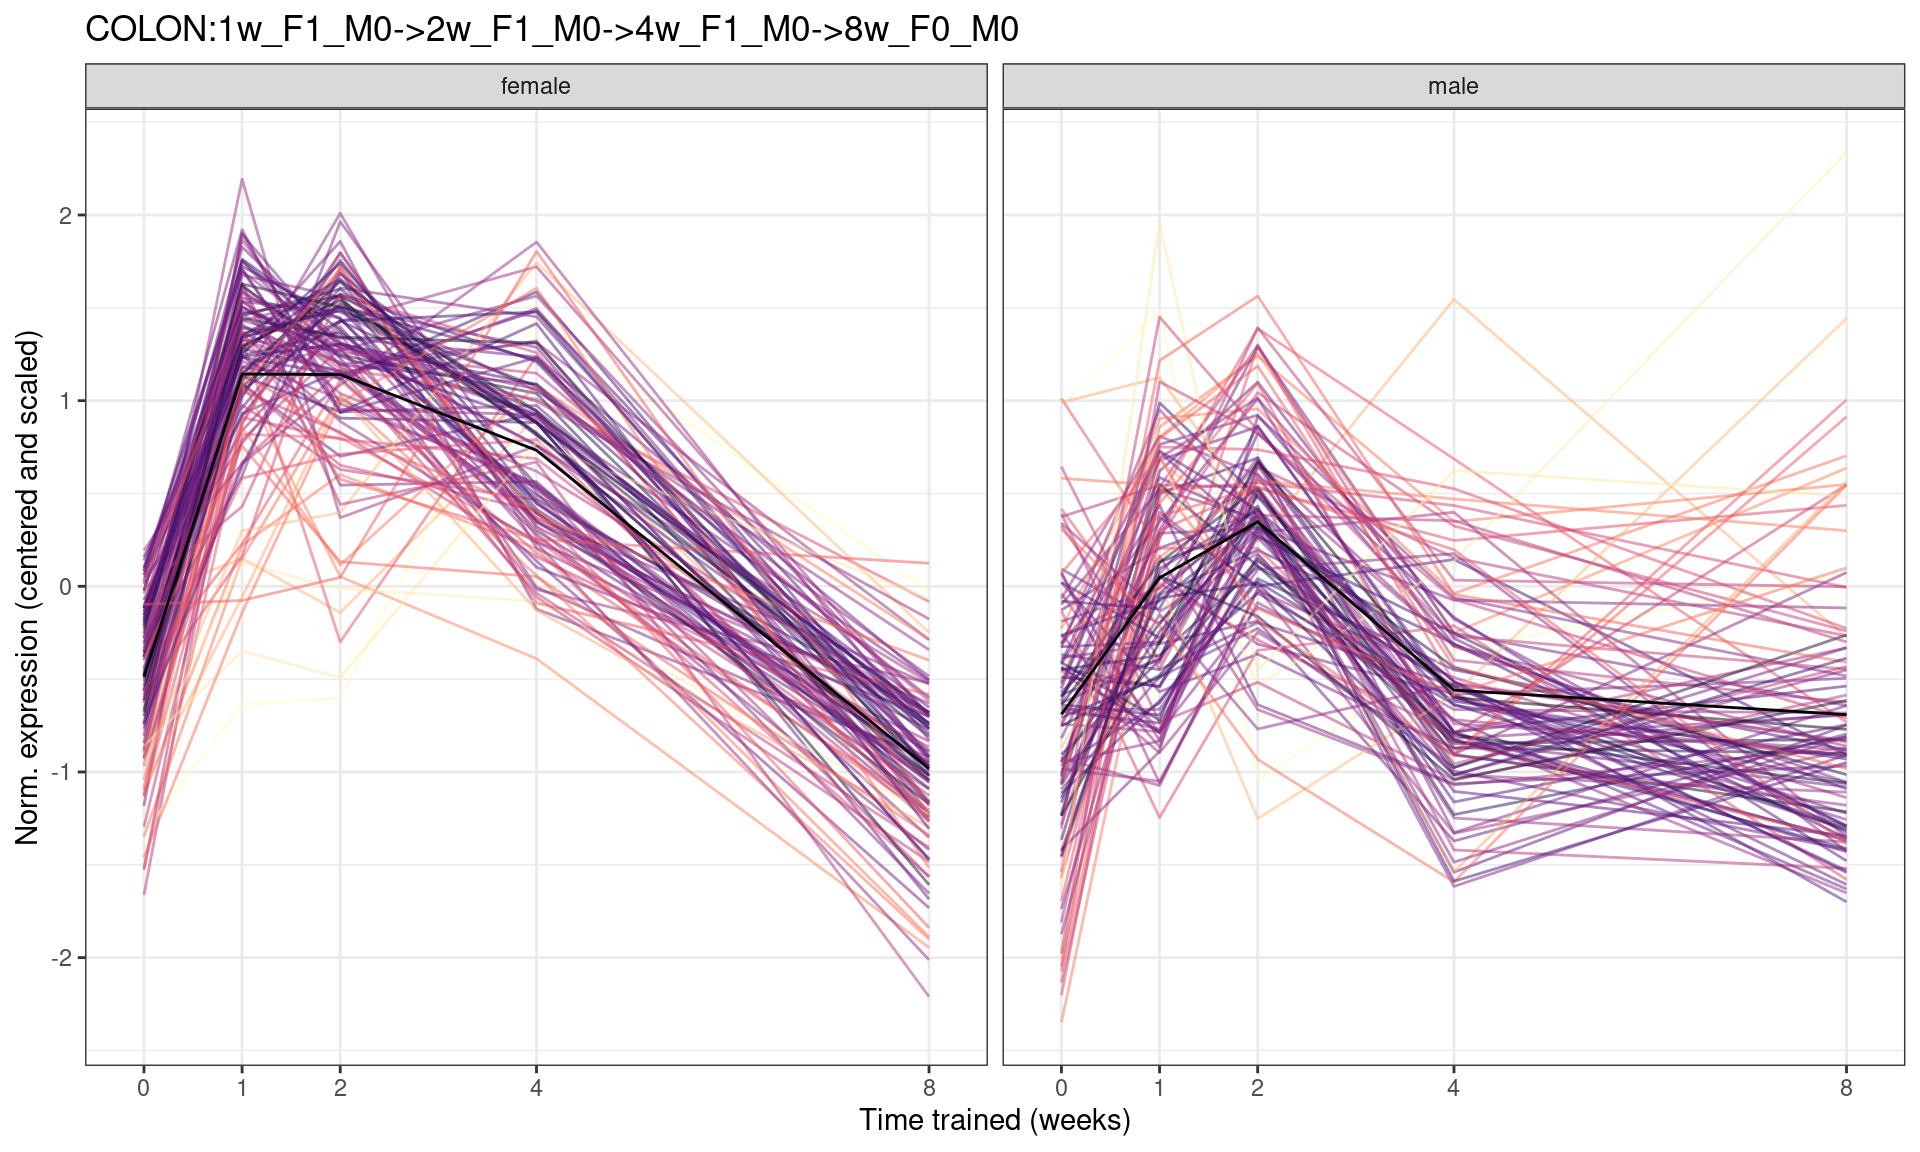 COLON:1w_F1_M0->2w_F1_M0->4w_F1_M0->8w_F0_M0
female
male
Norm. expression (centered and scaled)
2
1
0
-1
-2
0 1 2 4 8
0 1 2 4 8
Time trained (weeks)